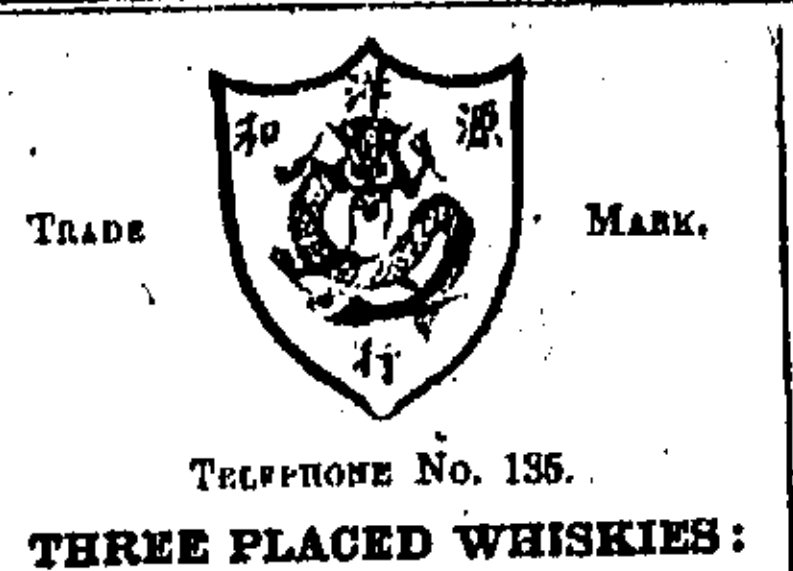 洋
和 源
行
TRADE MARK.
TELEPHONE No. 135.
THREE PLACED WHISKIES: